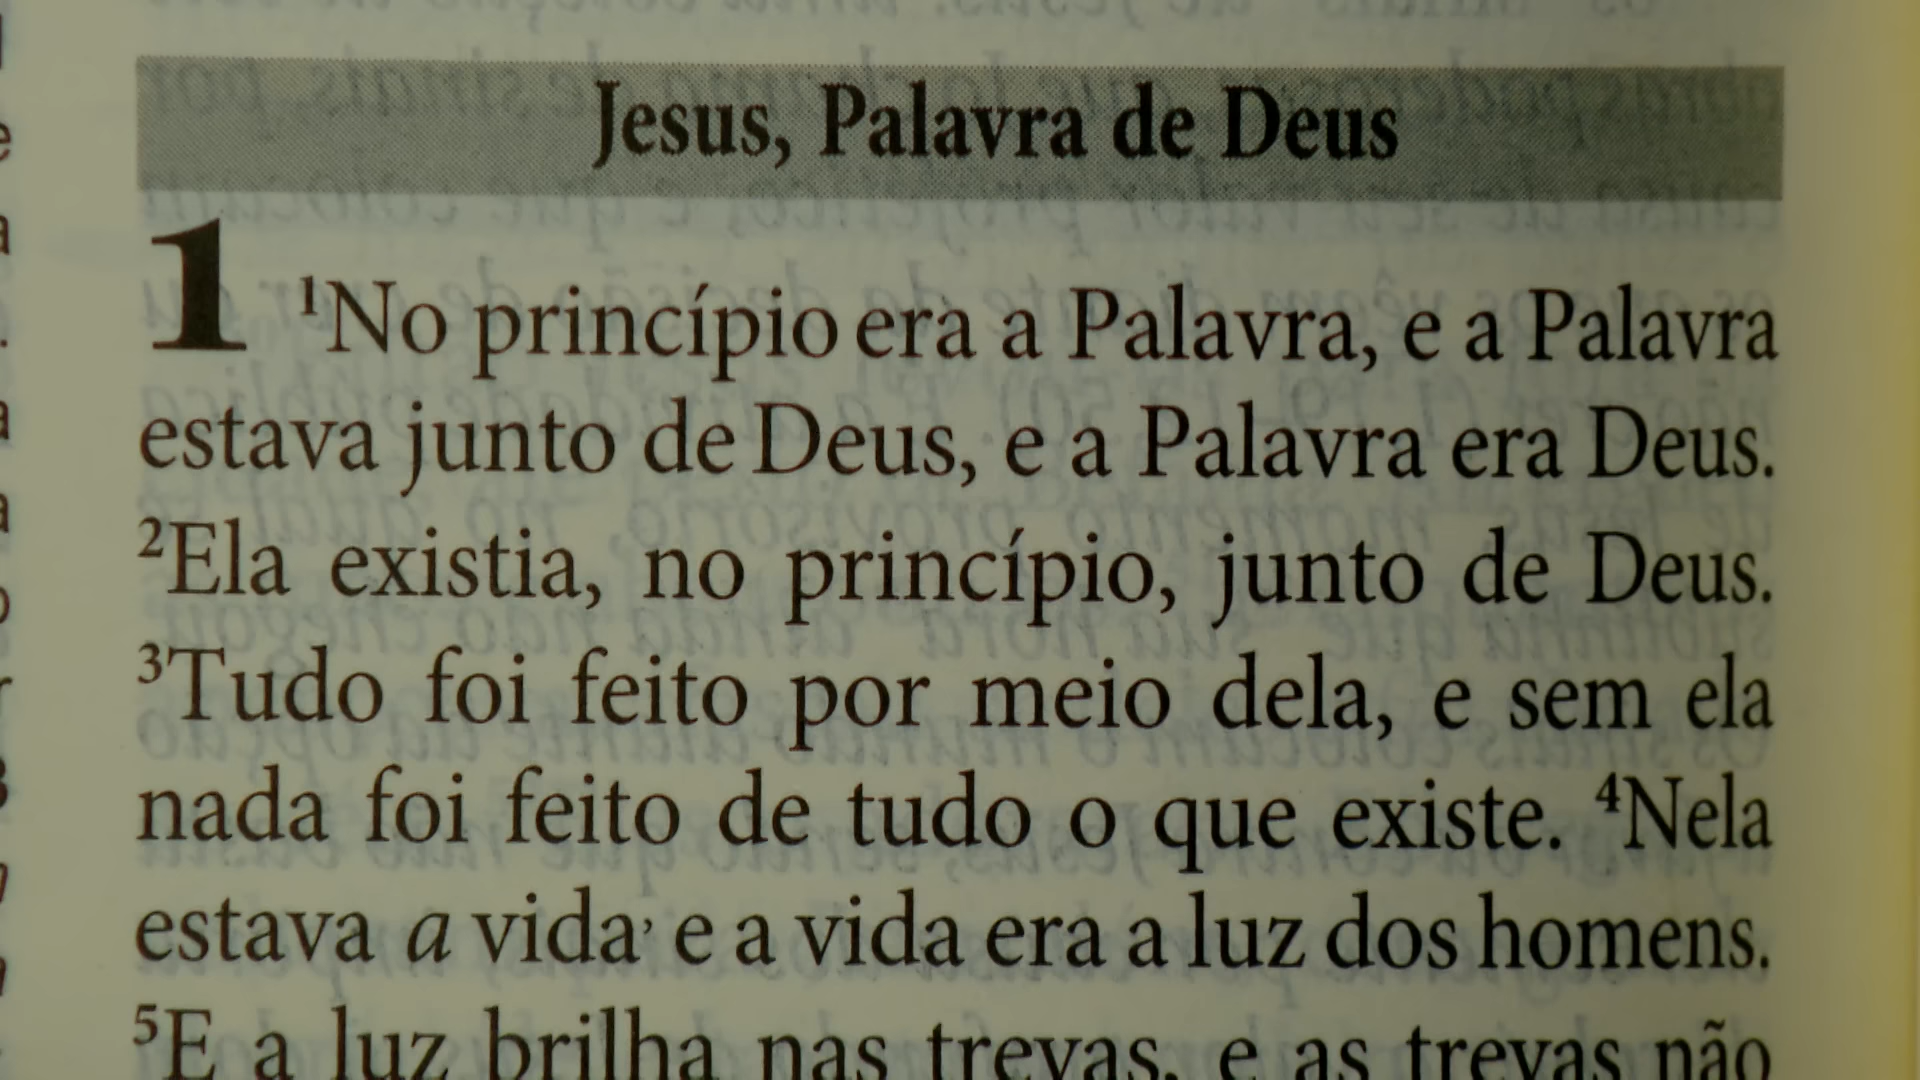 Jesus, Palavra de Deus
1 ¹No princípio era a Palavra, e a Palavra
estava junto de Deus, e a Palavra era Deus.
²Ela existia, no princípio, junto de Deus.
³Tudo foi feito por meio dela, e sem ela
nada foi feito de tudo o que existe. ⁴Nela
estava a vida, e a vida era a luz dos homens.
⁵E a luz brilha nas trevas, e as trevas não